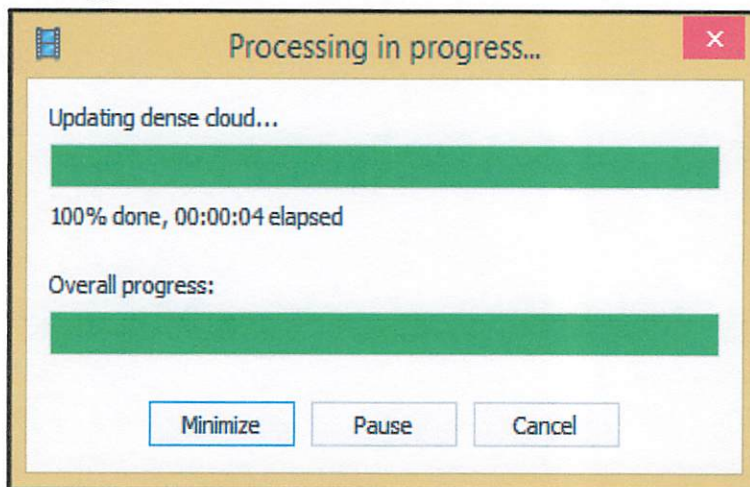 Processing in progress...
Updating dense cloud...
100% done, 00:00:04 elapsed
Overall progress:
Minimize Pause Cancel